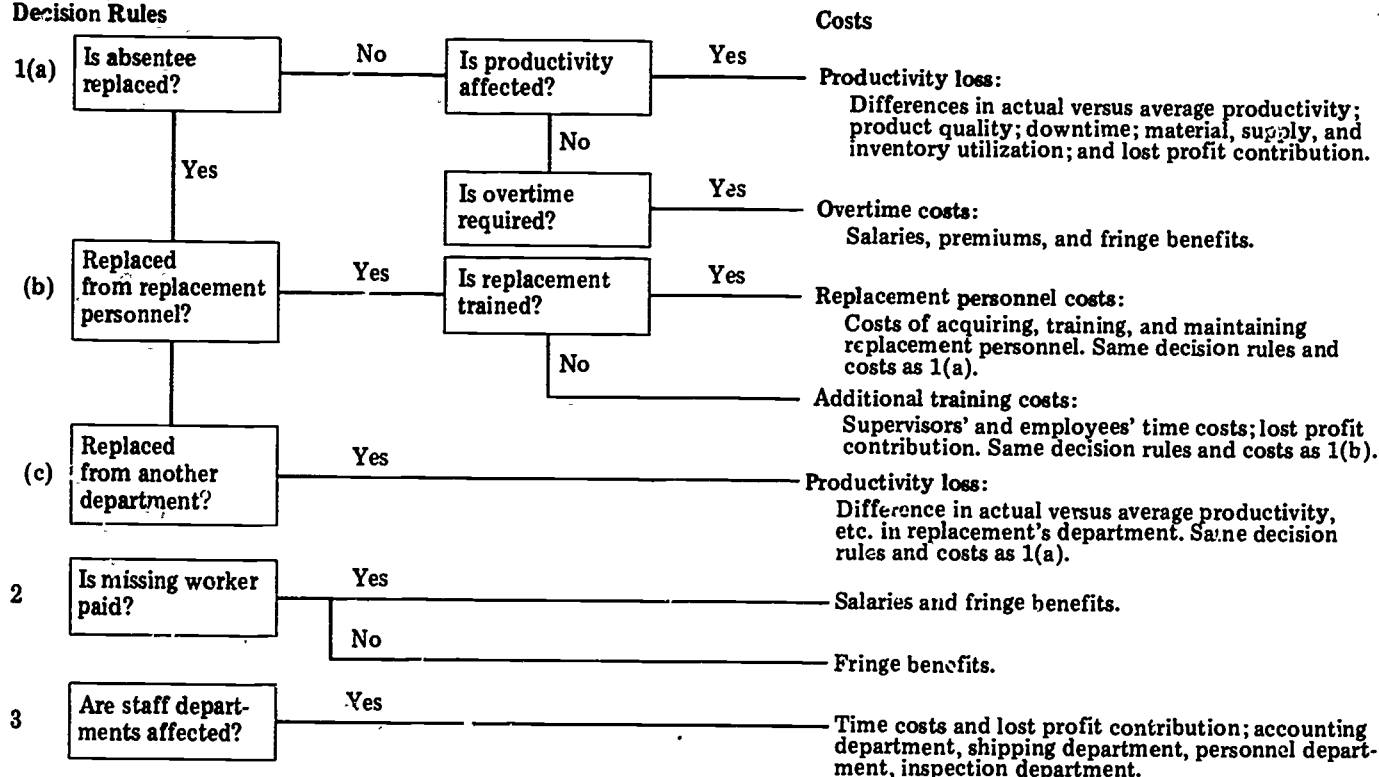 Decision Rules
Costs
1(a)
Is absentee
replaced?
No
Is productivity
affected?
Yes
Productivity loss:
Differences in actual versus average productivity;
product quality; downtime; material, supply, and
inventory utilization; and lost profit contribution.
Yes
No
Is overtime
required?
Yes
Overtime costs:
Salaries, premiums, and fringe benefits.
(b)
Replaced
from replacement
personnel?
Yes
Is replacement
trained?
Yes
Replacement personnel costs:
Costs of acquiring, training, and maintaining
replacement personnel. Same decision rules and
costs as 1(a).
No
Additional training costs:
Supervisors' and employees' time costs; lost profit
contribution. Same decision rules and costs as 1(b).
(c)
Replaced
from another
department?
Yes
Productivity loss:
Difference in actual versus average productivity,
etc. in replacement's department. Same decision
rules and costs as 1(a).
2
Is missing worker
paid?
Yes
Salaries and fringe benefits.
No
Fringe benefits.
3
Are staff depart-
ments affected?
Yes
Time costs and lost profit contribution; accounting
department, shipping department, personnel depart-
ment, inspection department.